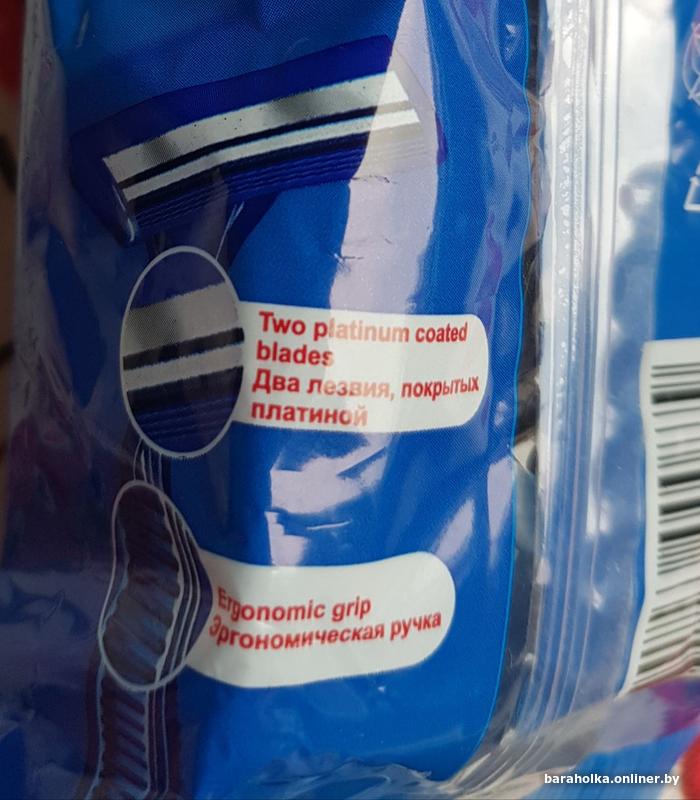 Two platinum coated
blades
Два лезвия, покрытых
платиной
Ergonomic grip
Эргономическая ручка
baraholka.onliner.by